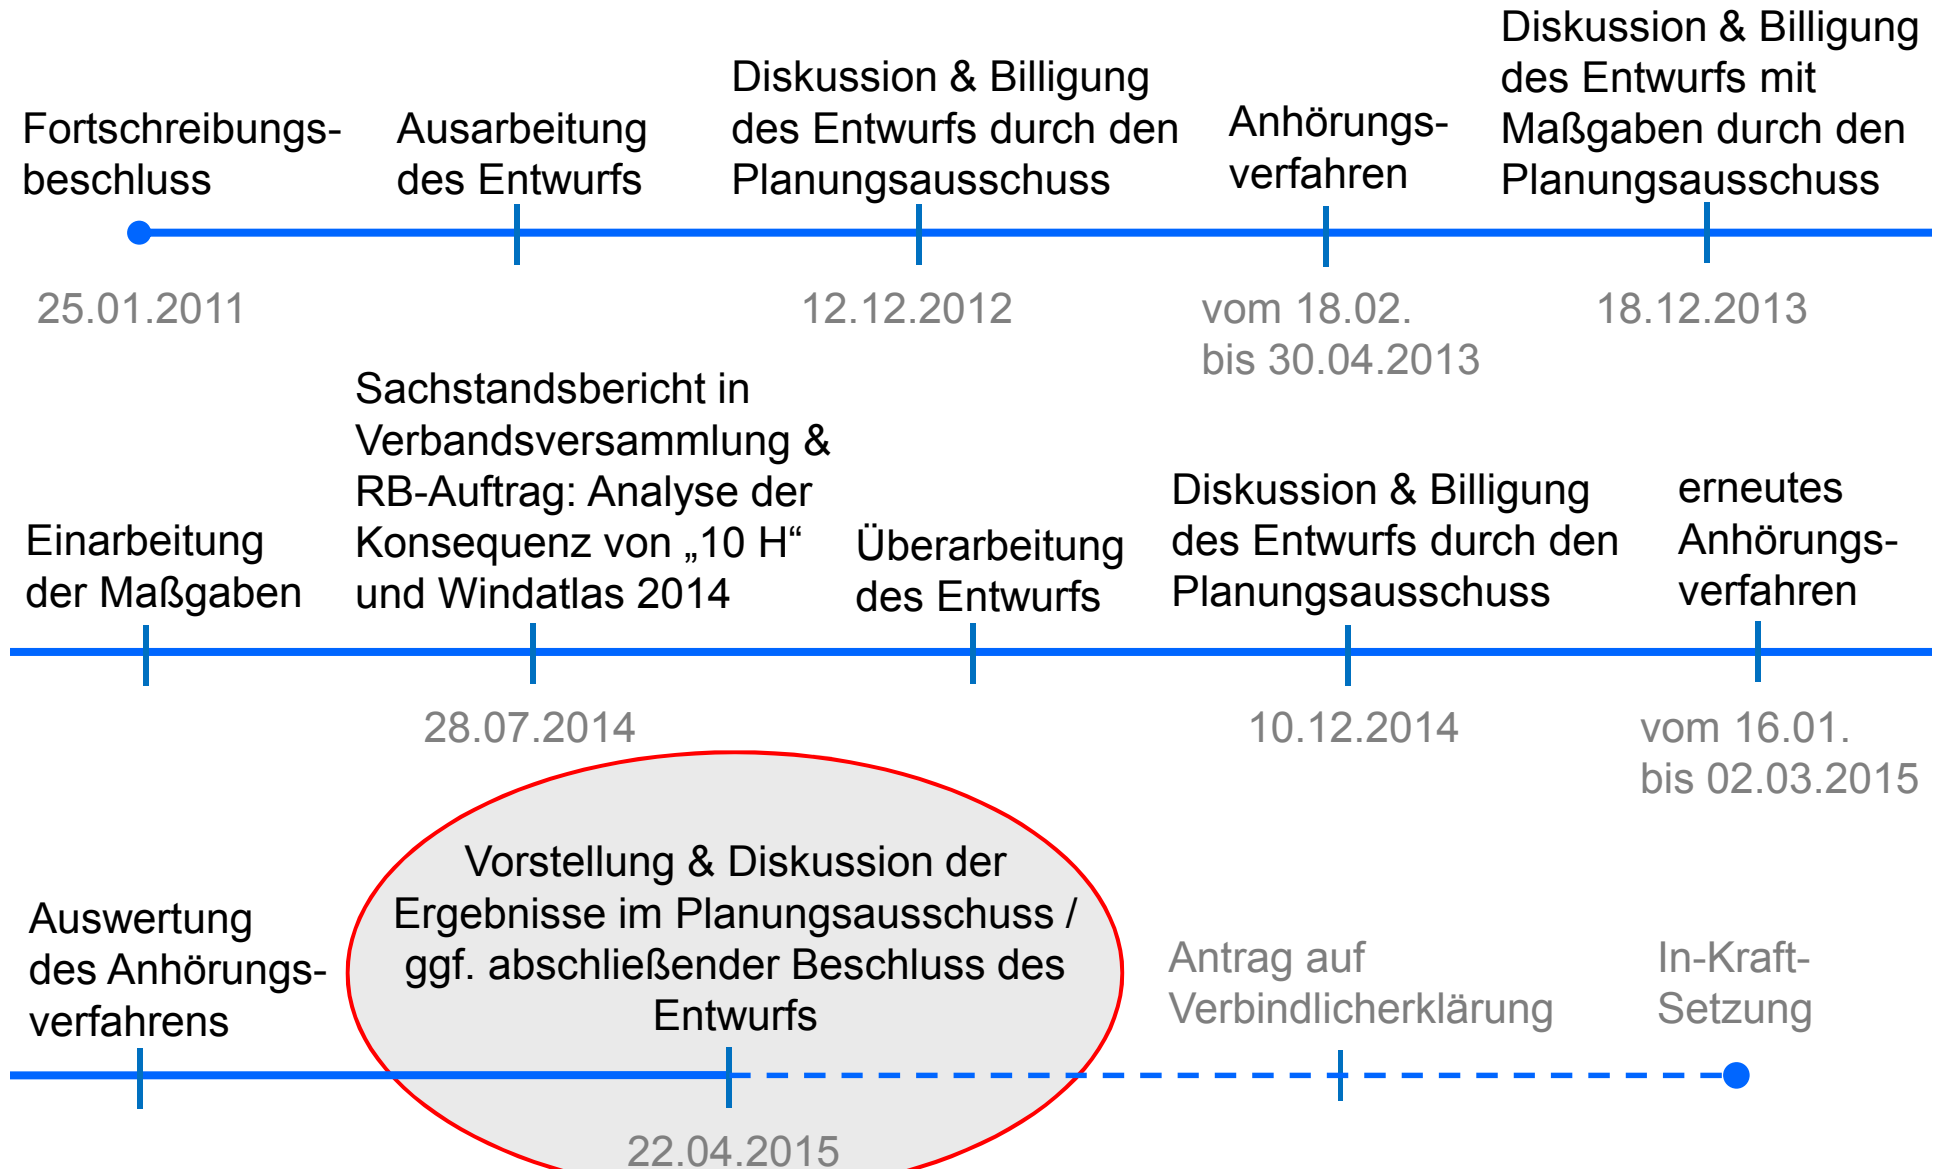 Fortschreibungs-
beschluss
25.01.2011
Ausarbeitung
des Entwurfs
Diskussion & Billigung
des Entwurfs durch den
Planungsausschuss
12.12.2012
Anhörungs-
verfahren
vom 18.02.
bis 30.04.2013
Diskussion & Billigung
des Entwurfs mit
Maßgaben durch den
Planungsausschuss
18.12.2013
Einarbeitung
der Maßgaben
Sachstandsbericht in
Verbandsversammlung &
RB-Auftrag: Analyse der
Konsequenz von „10 H“
und Windatlas 2014
28.07.2014
Überarbeitung
des Entwurfs
Diskussion & Billigung
des Entwurfs durch den
Planungsausschuss
10.12.2014
erneutes
Anhörungs-
verfahren
vom 16.01.
bis 02.03.2015
Auswertung
des Anhörungs-
verfahrens
Vorstellung & Diskussion der
Ergebnisse im Planungsausschuss /
ggf. abschließender Beschluss des
Entwurfs
22.04.2015
Antrag auf
Verbindlicherklärung
In-Kraft-
Setzung